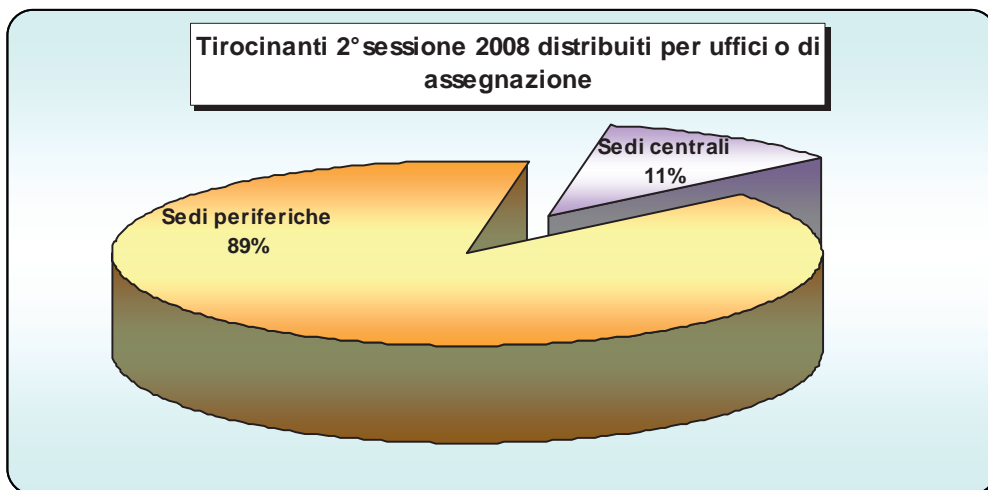 Tirocinanti 2° sessione 2008 distribuiti per uffici o di
assegnazione
Sedi centrali
11%
Sedi periferiche
89%